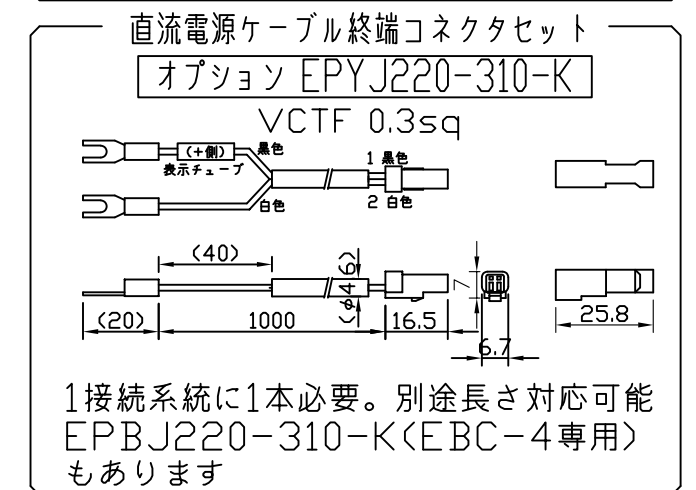 直流電源ケーブル終端コネクタセット
オプション EPYJ220-310-K
VCTF 0.3sq
(+側)
黒色
表示チューブ
白色
1 黒色
2 白色
(40)
(φ4.6)
7
(20)
1000
16.5
6.7
25.8
1接続系統に1本必要。別途長さ対応可能
EPBJ220-310-K(EBC-4専用)
もあります